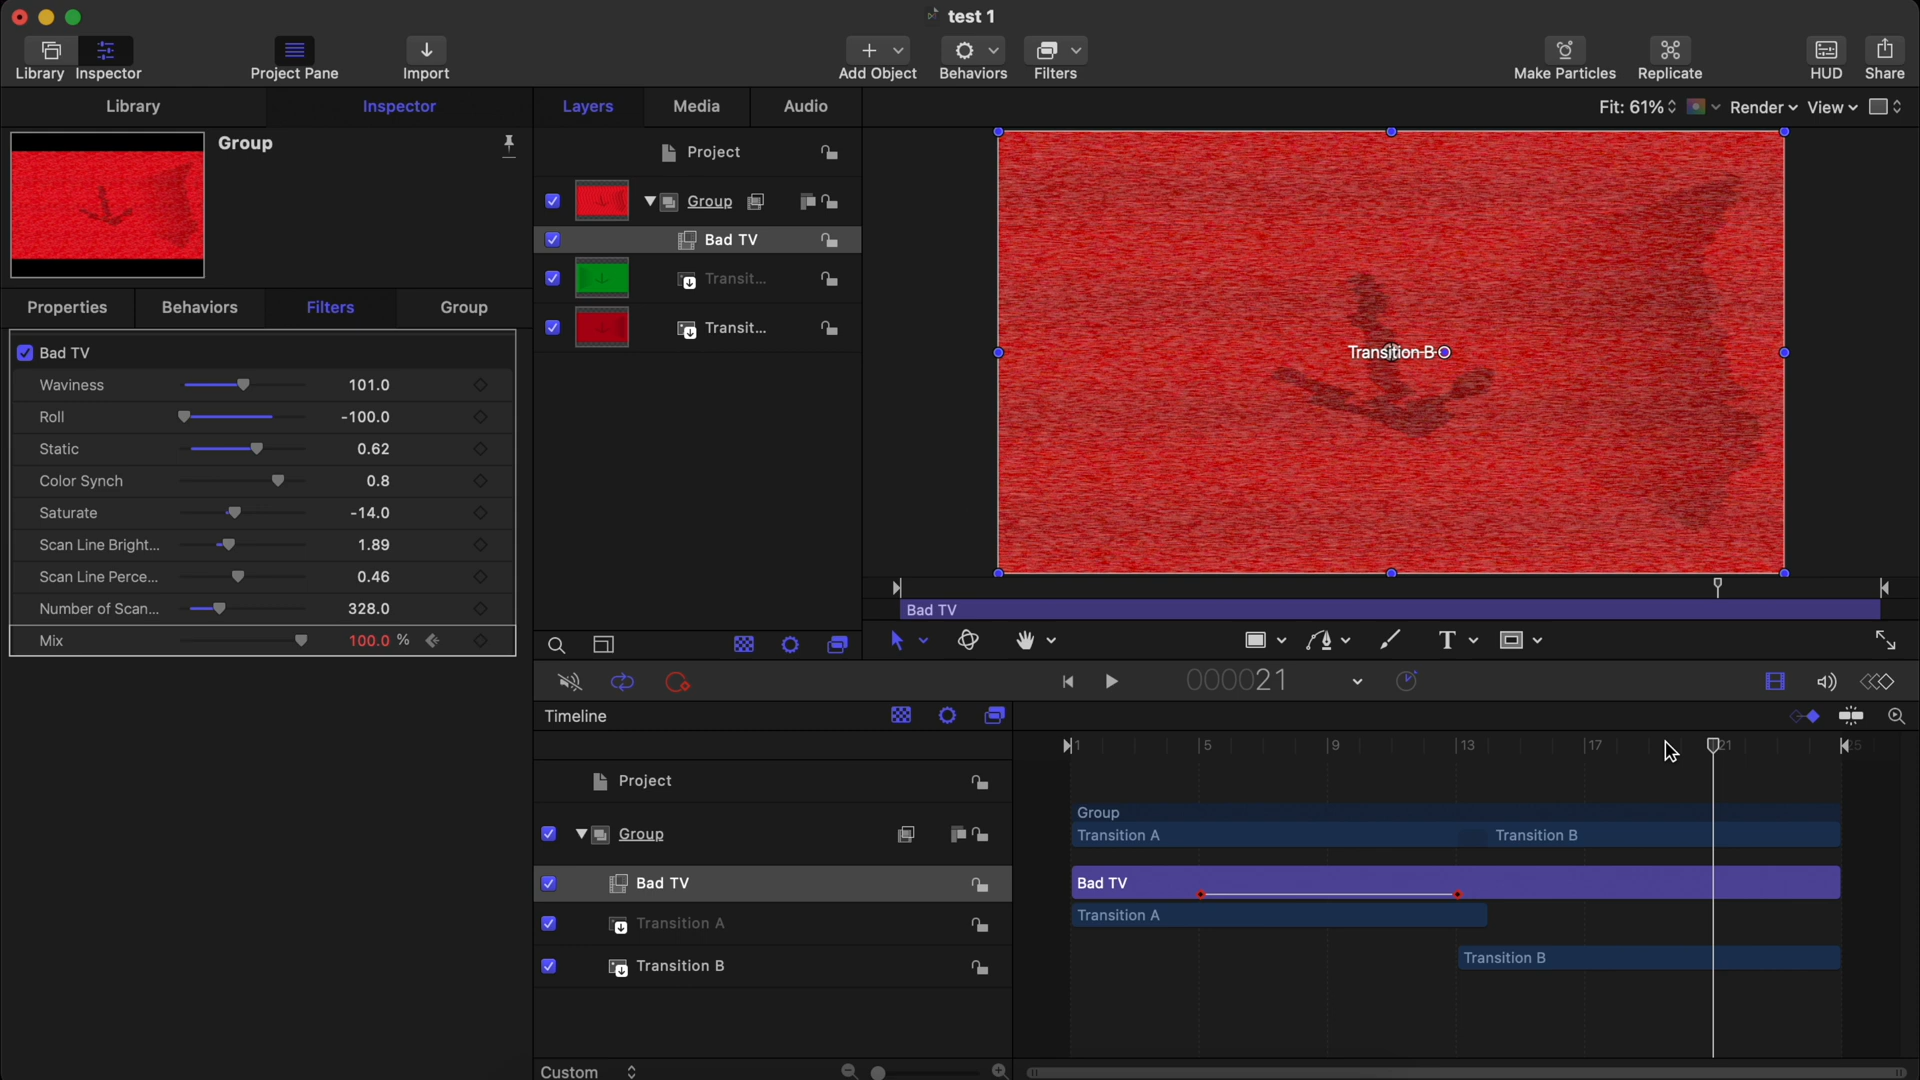 test 1
Library
Inspector
Project Pane
Import
Add Object
Behaviors
Filters
Make Particles
Replicate
HUD
Share
Library
Inspector
Layers
Media
Audio
Fit: 61%
Render
View
Group
Project
Group
Bad TV
Transit...
Transit...
Properties
Behaviors
Filters
Group
Bad TV
Waviness 101.0
Roll -100.0
Static 0.62
Color Synch 0.8
Saturate -14.0
Scan Line Bright... 1.89
Scan Line Perce... 0.46
Number of Scan... 328.0
Mix 100.0 %
Transition B
Bad TV
T
000021
Timeline
1 5 9 13 17 21 25
Project
Group
Bad TV
Transition A
Transition B
Group
Transition A
Transition B
Bad TV
Transition A
Transition B
Custom